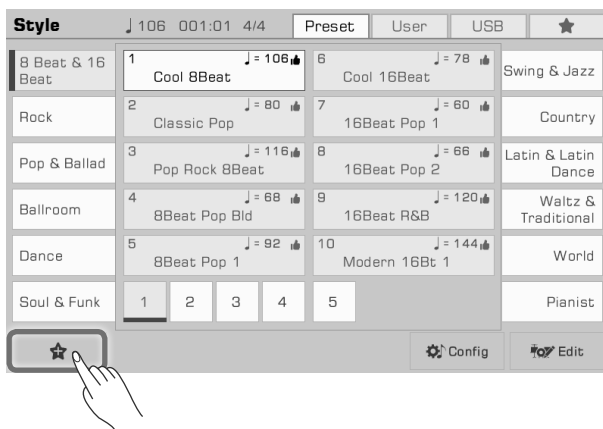 Style ♩106 001:01 4/4 Preset User USB
8 Beat & 16
Beat
Rock
Pop & Ballad
Ballroom
Dance
Soul & Funk
1 ♩= 106
Cool 8Beat
2 ♩= 80
Classic Pop
3 ♩= 116
Pop Rock 8Beat
4 ♩= 68
8Beat Pop Bld
5 ♩= 92
8Beat Pop 1
6 ♩= 78
Cool 16Beat
7 ♩= 60
16Beat Pop 1
8 ♩= 66
16Beat Pop 2
9 ♩= 120
16Beat R&B
10 ♩= 144
Modern 16Bt 1
1 2 3 4 5
Swing & Jazz
Country
Latin & Latin
Dance
Waltz &
Traditional
World
Pianist
Config Edit